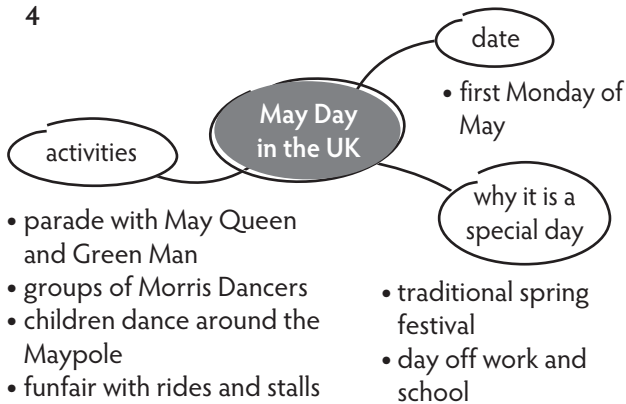 4
May Day
in the UK
date
• first Monday of
May
activities
• parade with May Queen
and Green Man
• groups of Morris Dancers
• children dance around the
Maypole
• funfair with rides and stalls
why it is a
special day
• traditional spring
festival
• day off work and
school